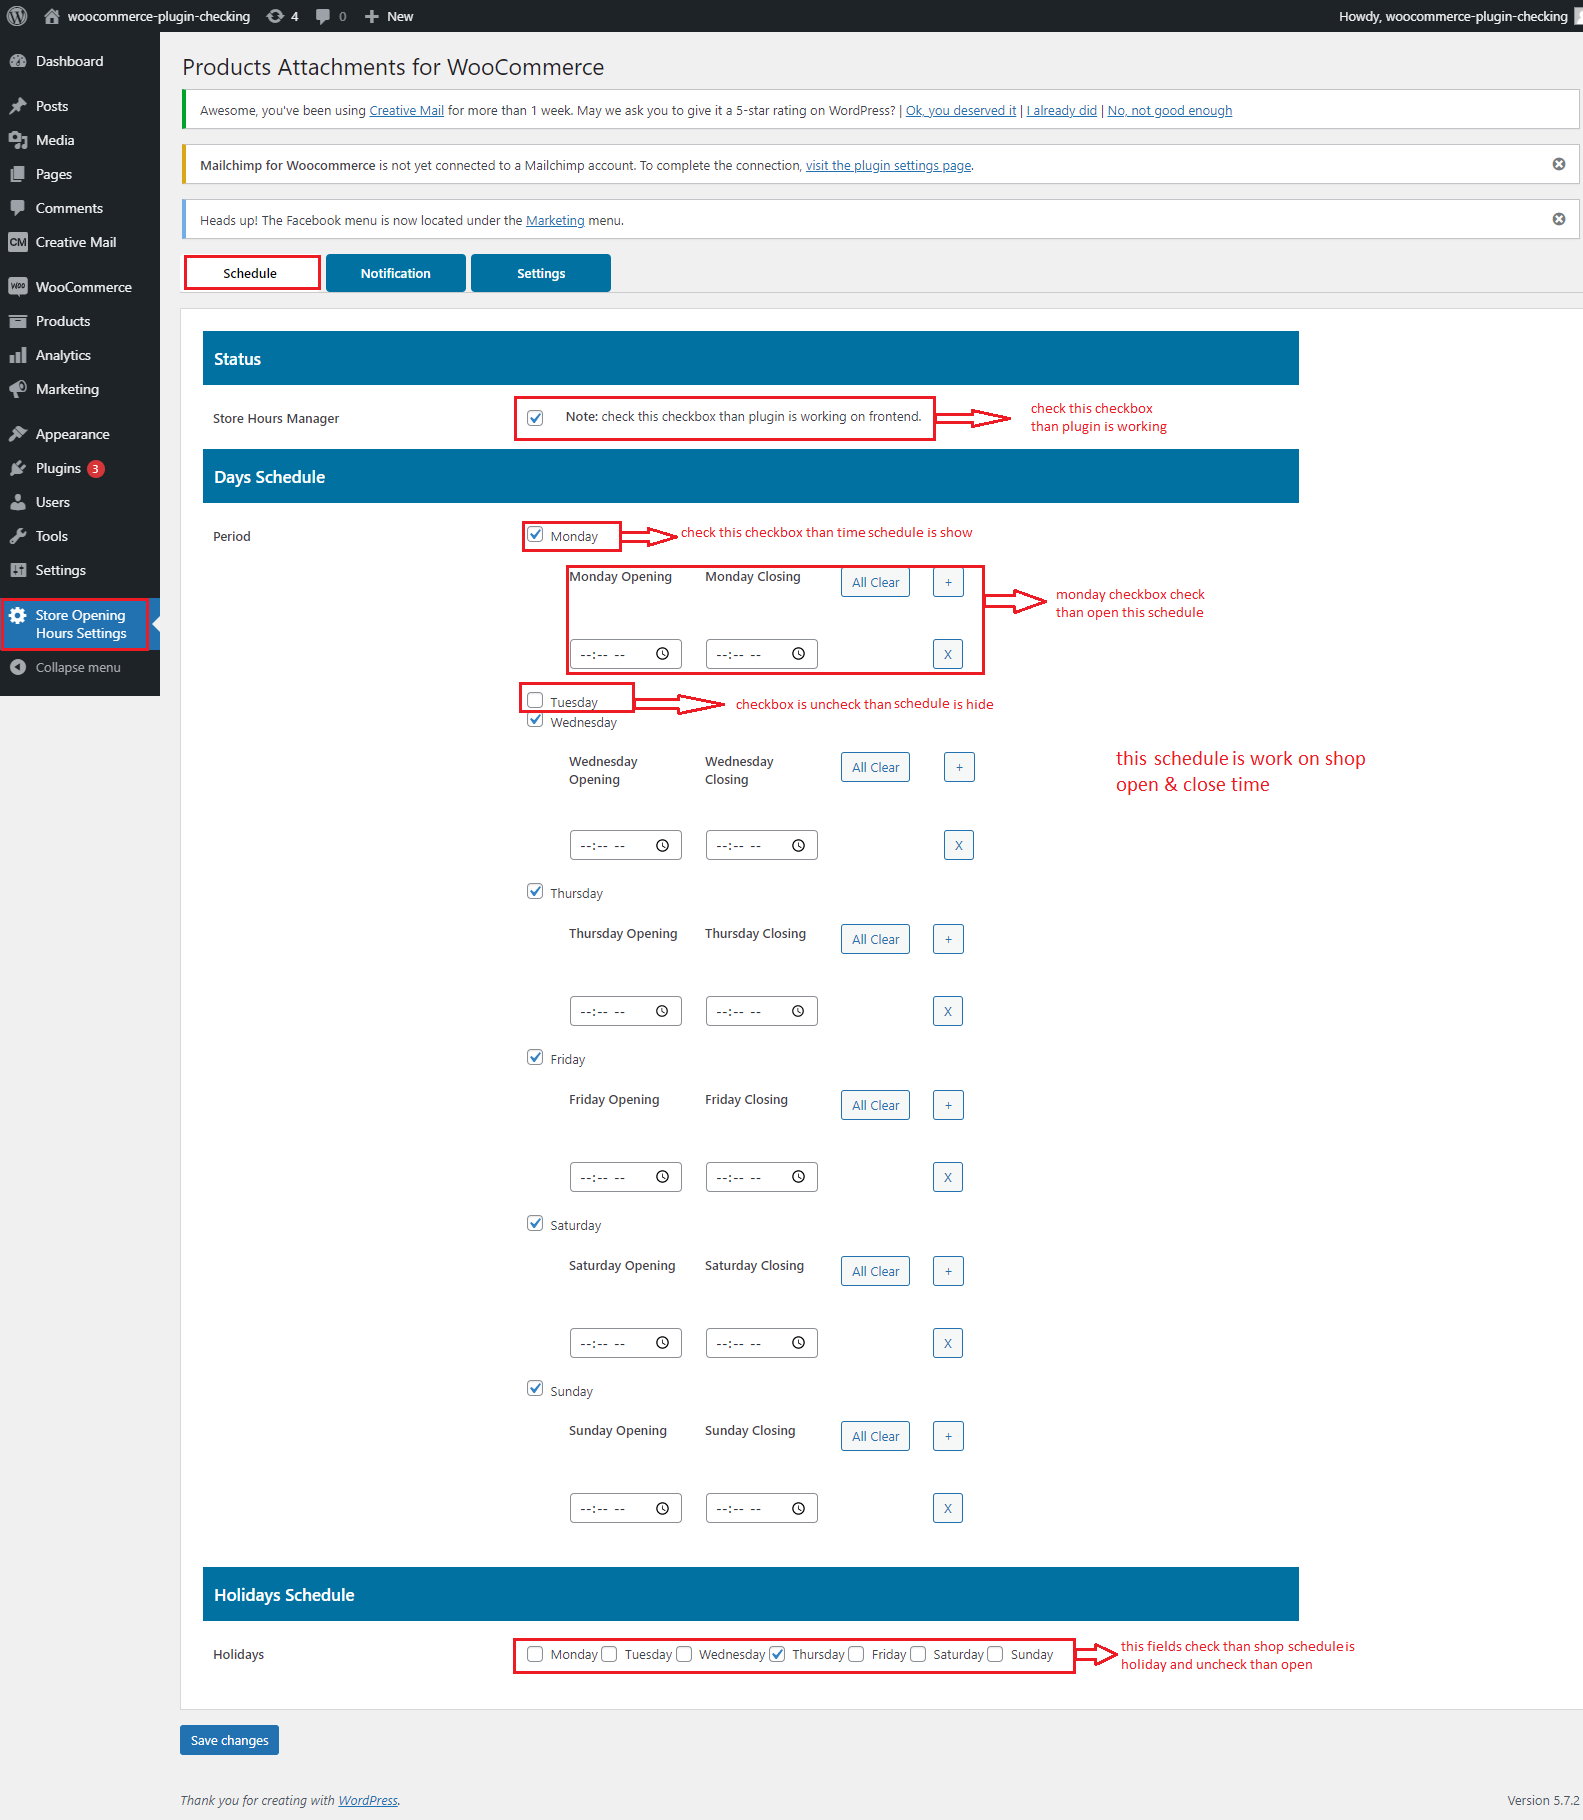 woocommerce-plugin-checking 4 0 New Howdy, woocommerce-plugin-checking
Dashboard
Posts
Media
Pages
Comments
CM Creative Mail
Woo WooCommerce
Products
Analytics
Marketing
Appearance
Plugins 3
Users
Tools
Settings
Store Opening
Hours Settings
Collapse menu
Products Attachments for WooCommerce
Awesome, you've been using Creative Mail for more than 1 week. May we ask you to give it a 5-star rating on WordPress? | Ok, you deserved it | I already did | No, not good enough
Mailchimp for Woocommerce is not yet connected to a Mailchimp account. To complete the connection, visit the plugin settings page.
Heads up! The Facebook menu is now located under the Marketing menu.
Schedule Notification Settings
Status
Store Hours Manager Note: check this checkbox than plugin is working on frontend.
check this checkbox
than plugin is working
Days Schedule
Period Monday check this checkbox than time schedule is show
Monday Opening Monday Closing All Clear +
monday checkbox check
than open this schedule
--:-- -- --:-- -- X
Tuesday checkbox is uncheck than schedule is hide
Wednesday
Wednesday
Opening
Wednesday
Closing
All Clear +
this schedule is work on shop
open & close time
--:-- -- --:-- -- X
Thursday
Thursday Opening Thursday Closing All Clear +
--:-- -- --:-- -- X
Friday
Friday Opening Friday Closing All Clear +
--:-- -- --:-- -- X
Saturday
Saturday Opening Saturday Closing All Clear +
--:-- -- --:-- -- X
Sunday
Sunday Opening Sunday Closing All Clear +
--:-- -- --:-- -- X
Holidays Schedule
Holidays Monday Tuesday Wednesday Thursday Friday Saturday Sunday
this fields check than shop schedule is
holiday and uncheck than open
Save changes
Thank you for creating with WordPress. Version 5.7.2